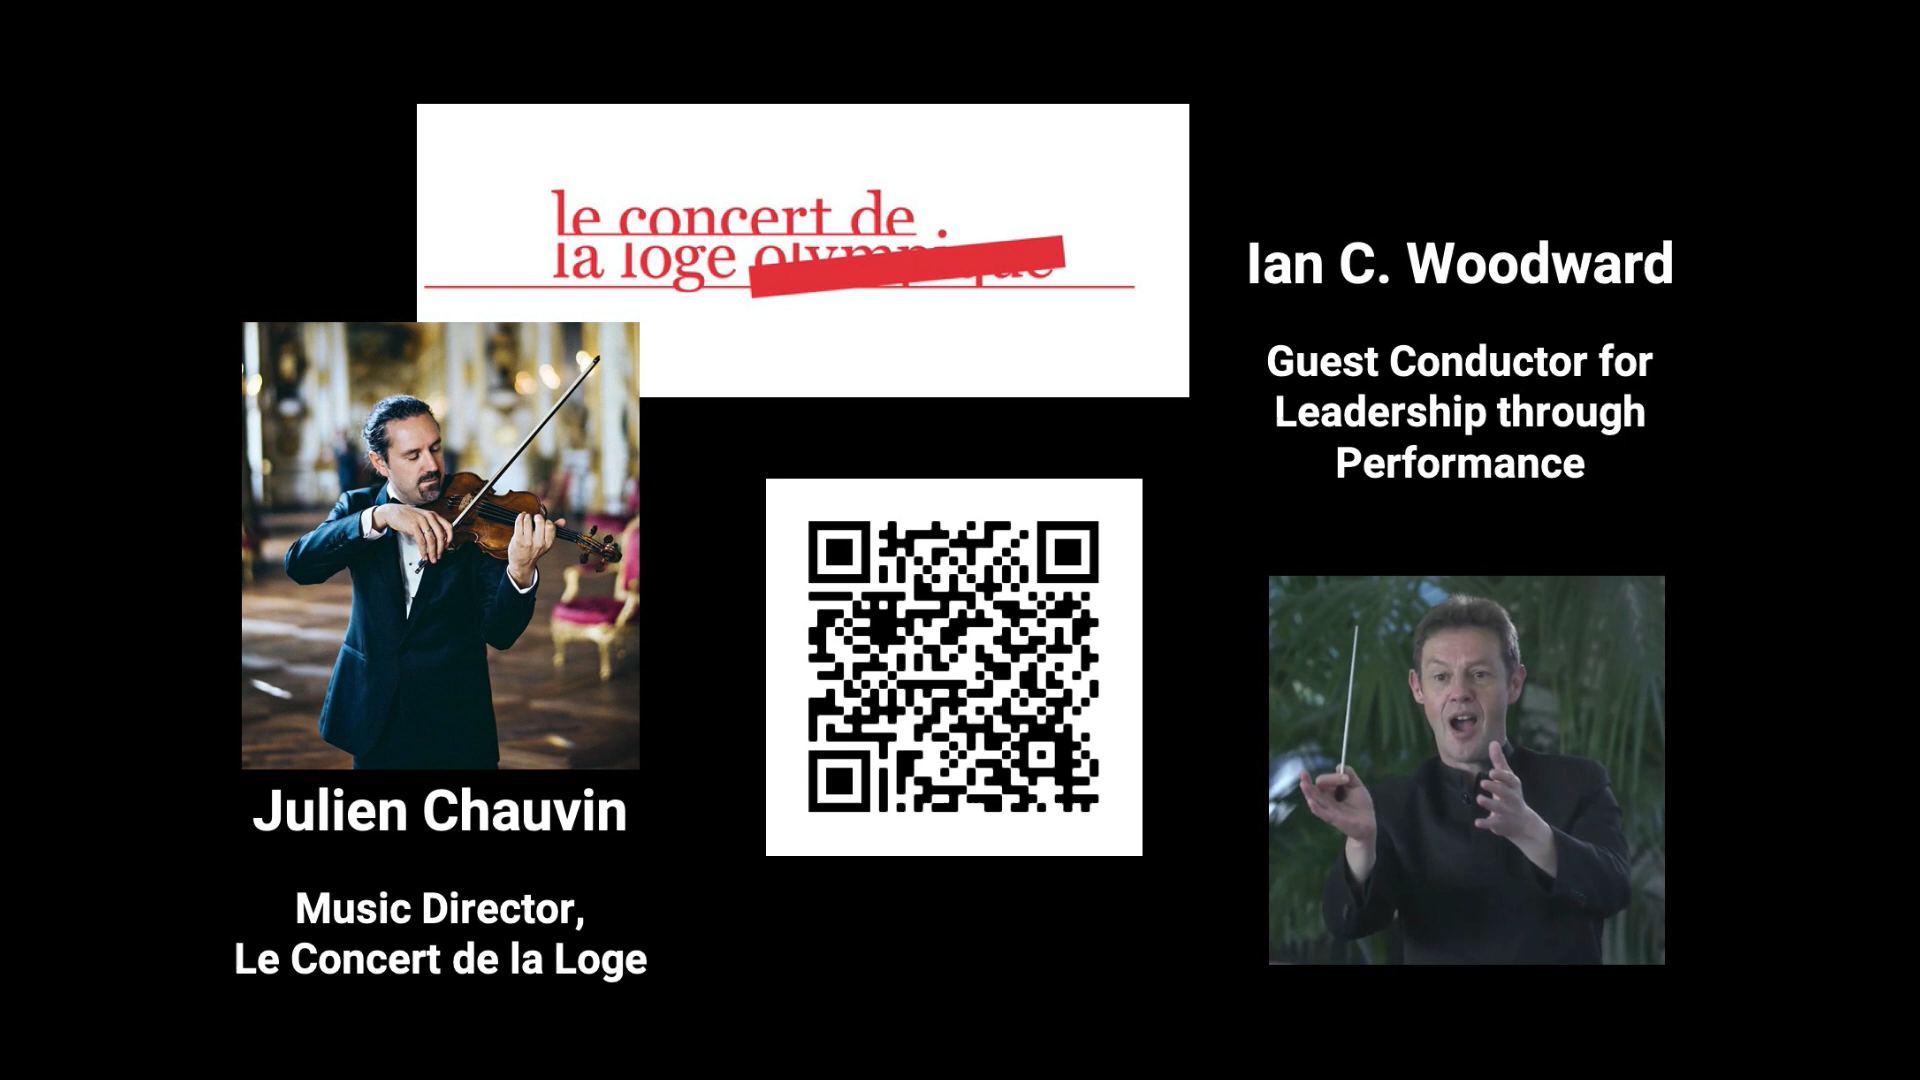 le concert de
la loge olympique
Ian C. Woodward
Guest Conductor for
Leadership through
Performance
Julien Chauvin
Music Director,
Le Concert de la Loge